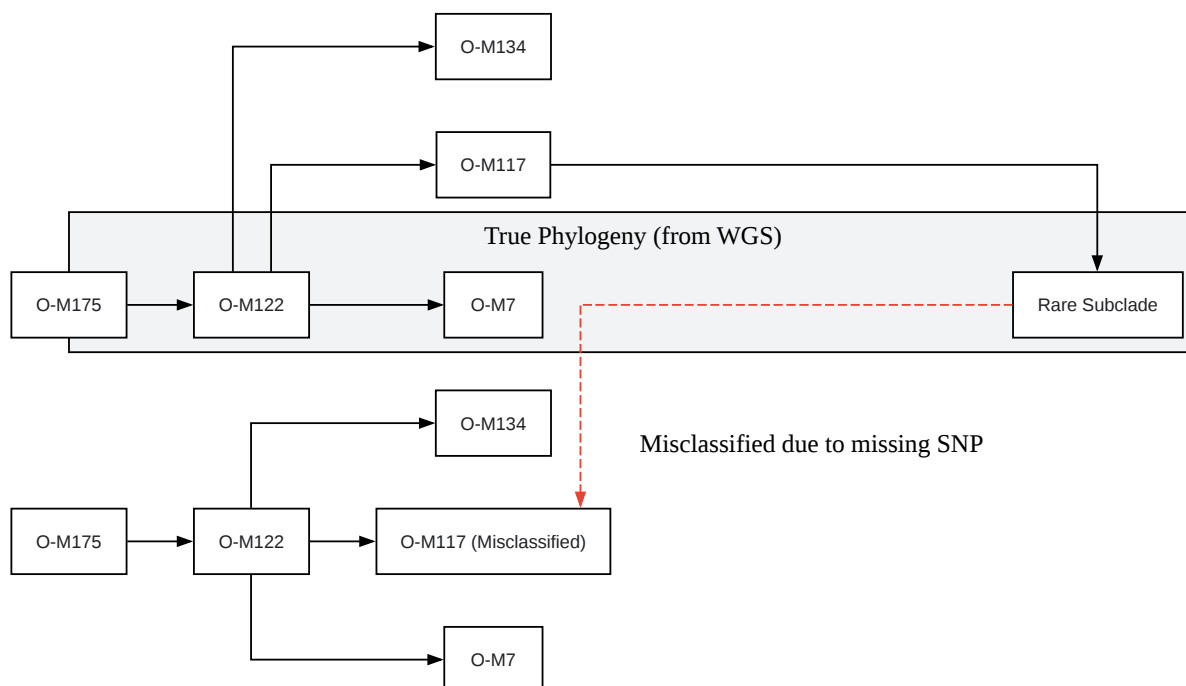 O-M134
O-M117
True Phylogeny (from WGS)
O-M175
O-M122
O-M7
Rare Subclade
O-M134
Misclassified due to missing SNP
O-M175
O-M122
O-M117 (Misclassified)
O-M7